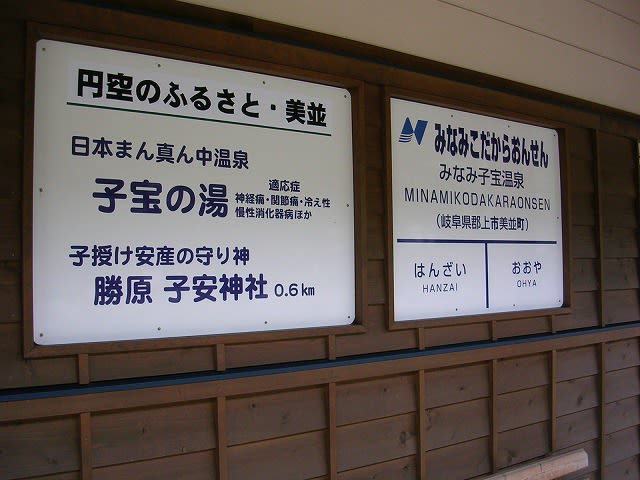 円空のふるさと・美並
日本まん真ん中温泉
子宝の湯
適応症
神経痛・関節痛・冷え性
慢性消化器病ほか
子授け安産の守り神
勝原 子安神社 0.6km
みなみこだからおんせん
みなみ子宝温泉
MINAMIKODAKARAONSEN
(岐阜県郡上市美並町)
はんざい
HANZAI
おおや
OHYA